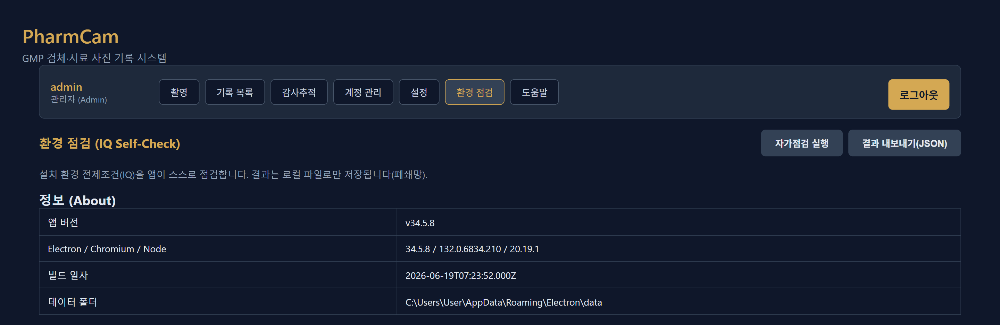 PharmCam
GMP 검체·시료 사진 기록 시스템
admin
관리자 (Admin)
촬영
기록 목록
감사추적
계정 관리
설정
환경 점검
도움말
로그아웃
환경 점검 (IQ Self-Check)
자가점검 실행
결과 내보내기(JSON)
설치 환경 전제조건(IQ)을 앱이 스스로 점검합니다. 결과는 로컬 파일로만 저장됩니다(폐쇄망).
정보 (About)
앱 버전 v34.5.8
Electron / Chromium / Node 34.5.8 / 132.0.6834.210 / 20.19.1
빌드 일자 2026-06-19T07:23:52.000Z
데이터 폴더 C:\Users\User\AppData\Roaming\Electron\data